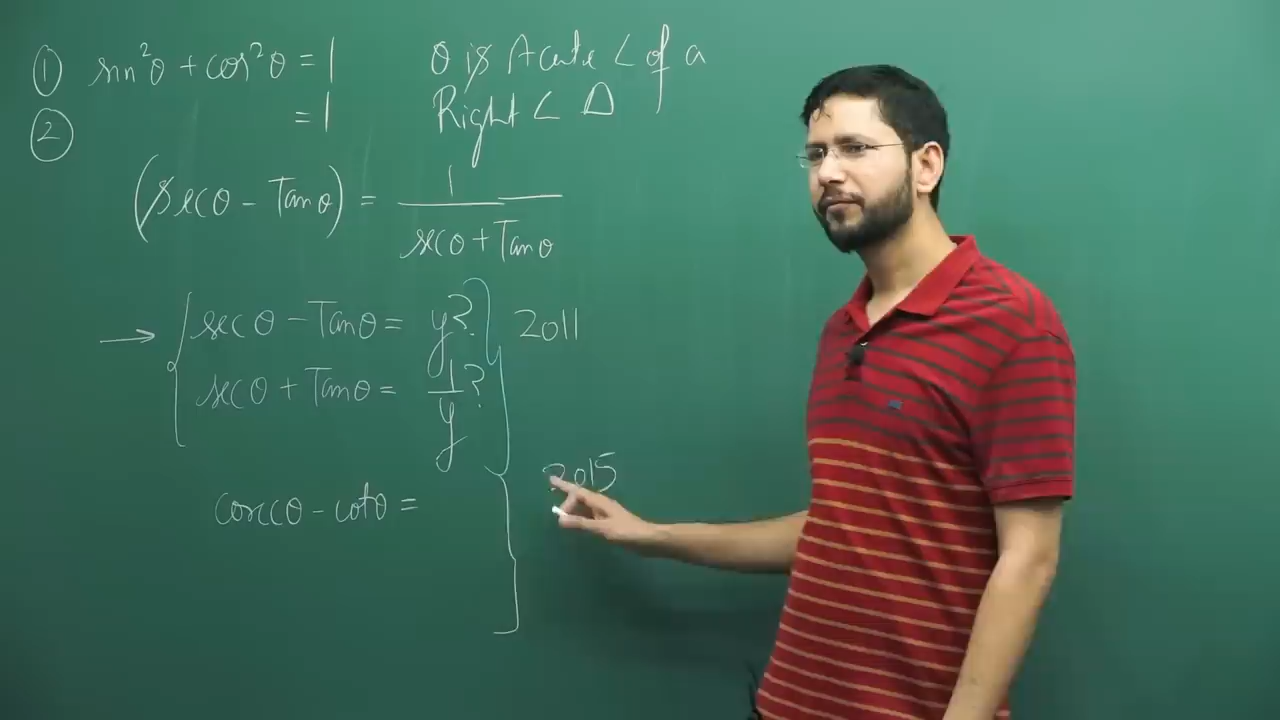 ① sin²θ + cos²θ = 1
② = 1
θ is Acute ∠ of a
Right ∠ Δ
(secθ - Tanθ) = 1 / (secθ + Tanθ)
→ { secθ - Tanθ = y? } 2011
secθ + Tanθ = 1/y?
2015
cosecθ - cotθ =